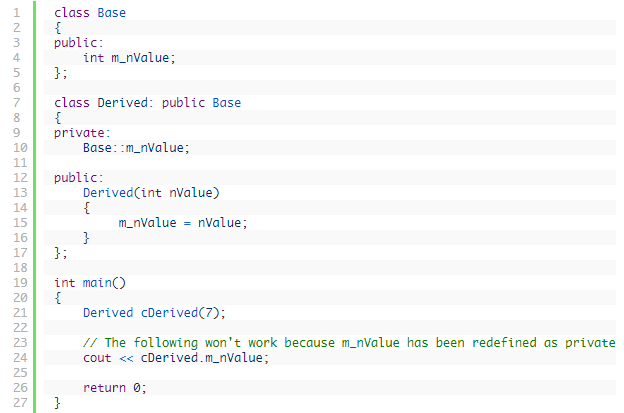 1 class Base
2 {
3 public:
4 int m_nValue;
5 };
6
7 class Derived: public Base
8 {
9 private:
10 Base::m_nValue;
11
12 public:
13 Derived(int nValue)
14 {
15 m_nValue = nValue;
16 }
17 };
18
19 int main()
20 {
21 Derived cDerived(7);
22
23 // The following won't work because m_nValue has been redefined as private
24 cout << cDerived.m_nValue;
25
26 return 0;
27 }